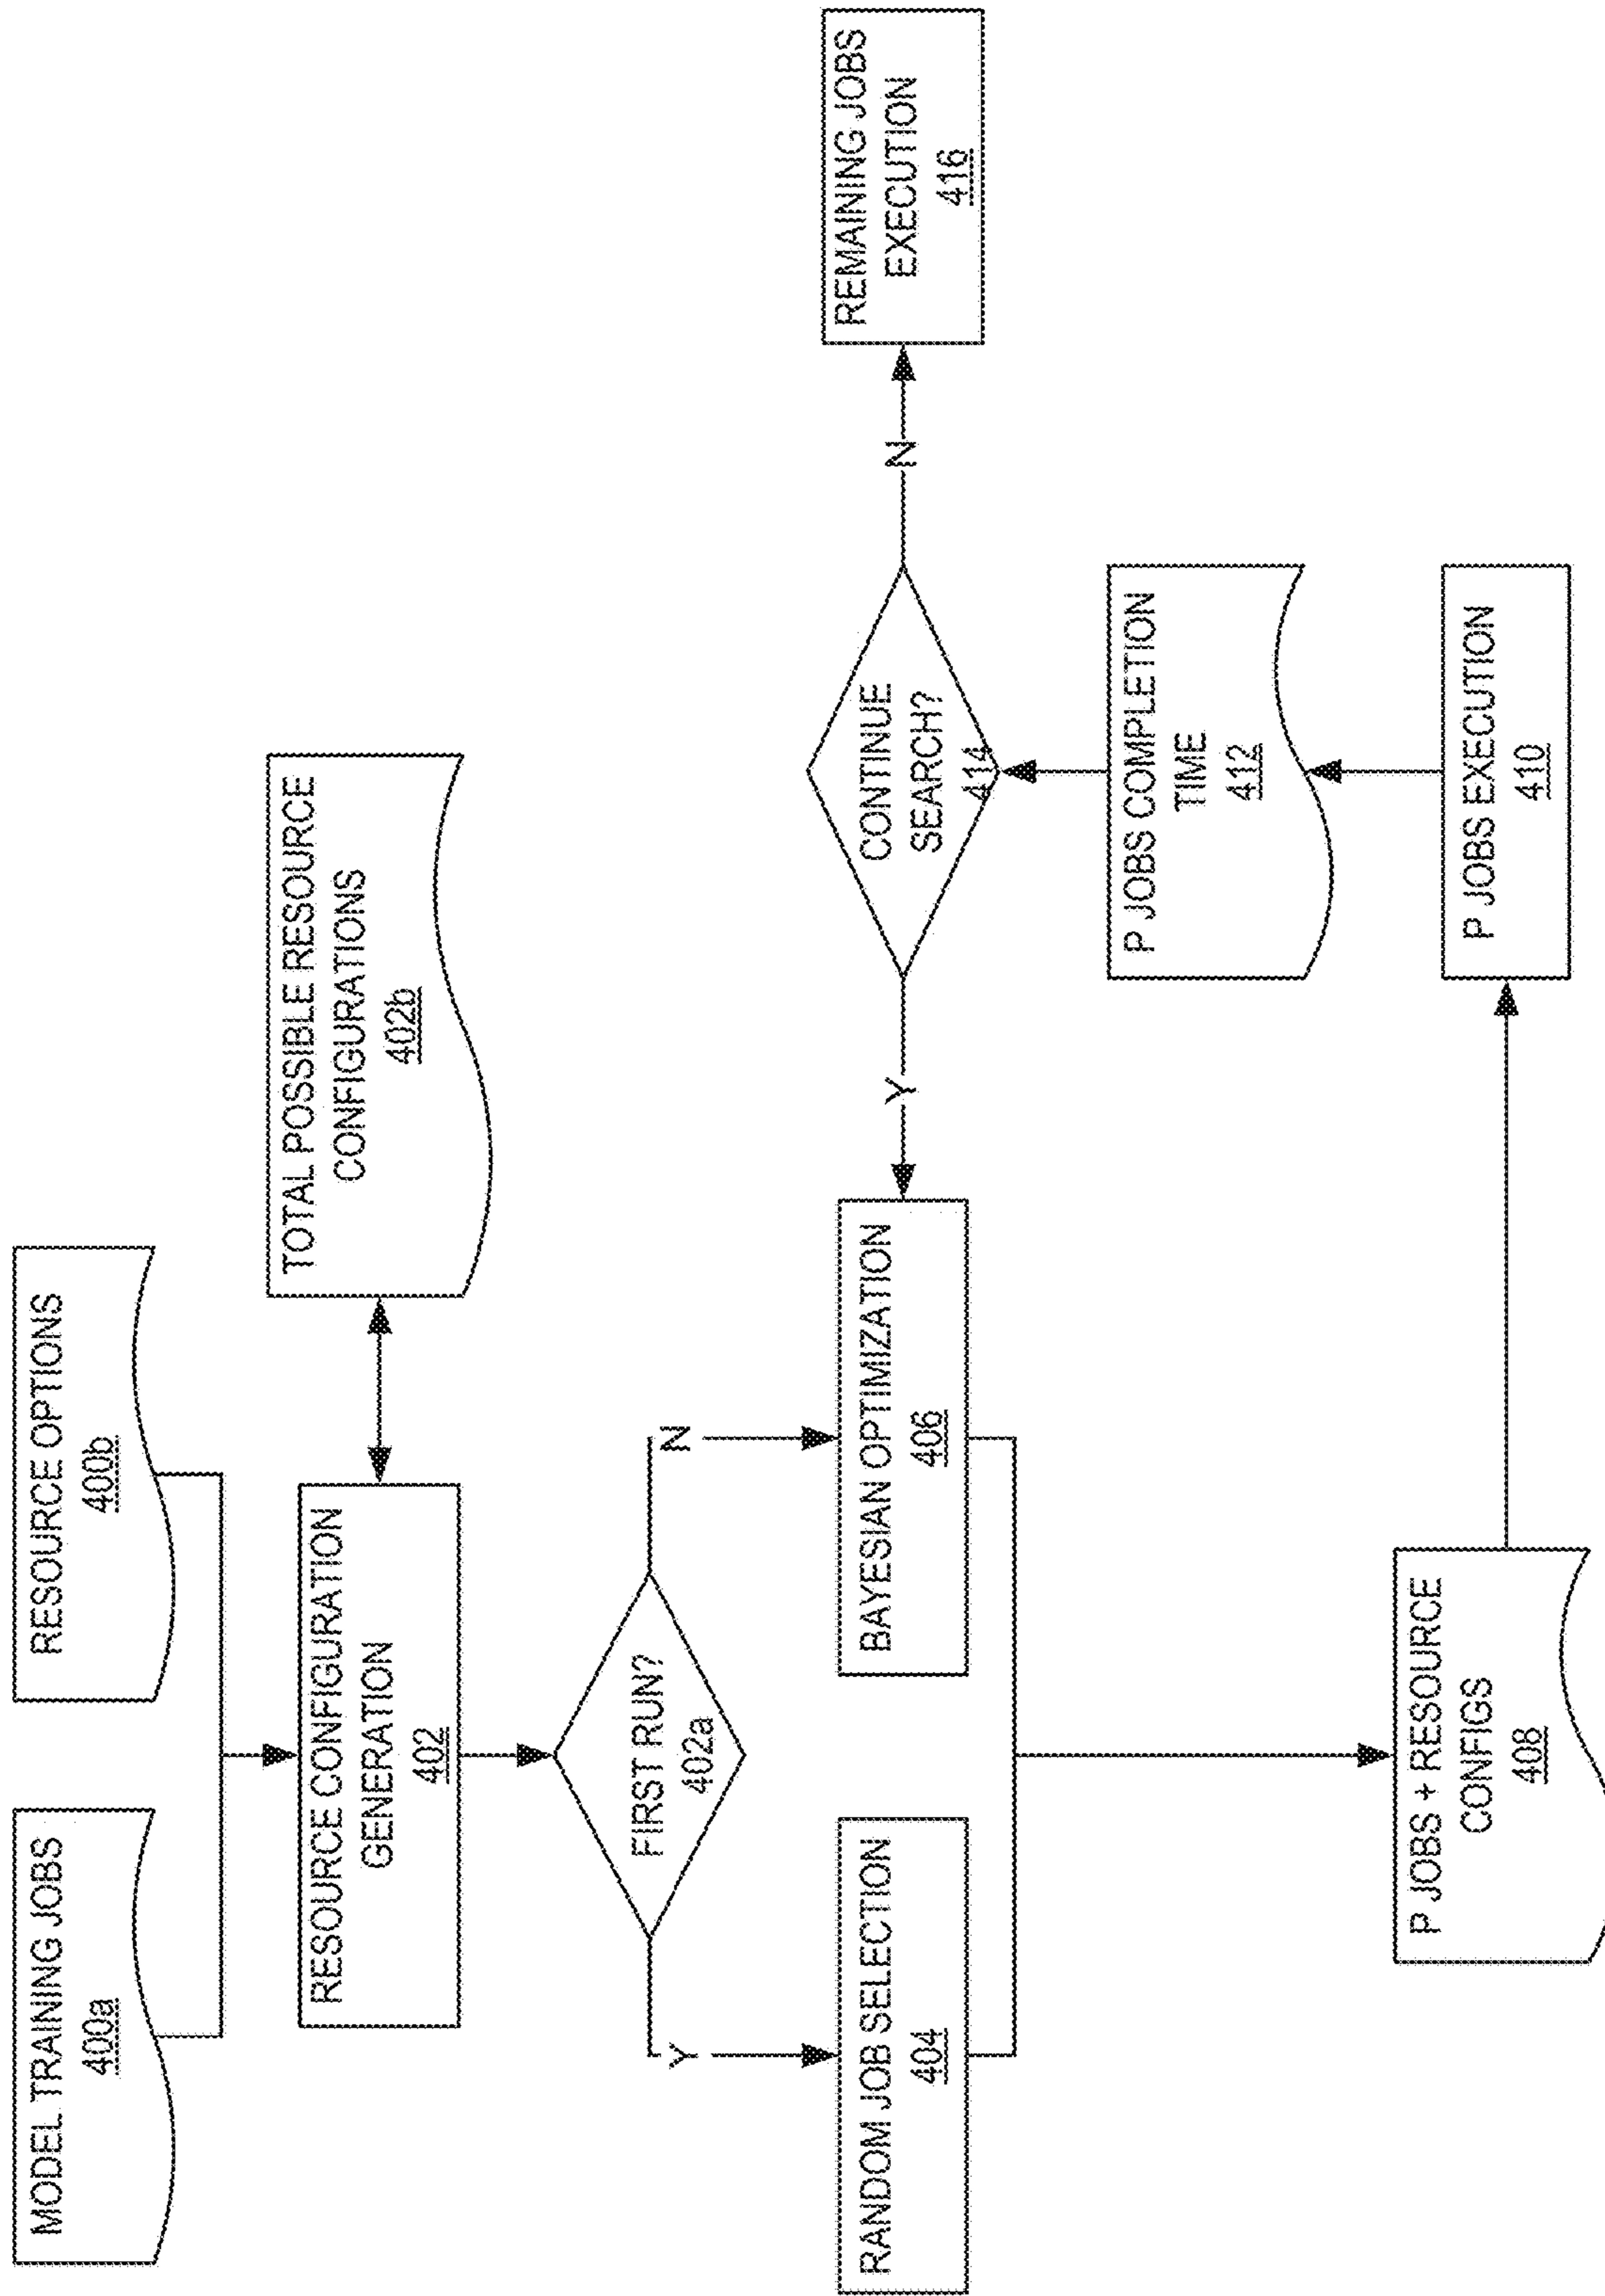 MODEL TRAINING JOBS
400a
RESOURCE OPTIONS
400b
RESOURCE CONFIGURATION
GENERATION
402
TOTAL POSSIBLE RESOURCE
CONFIGURATIONS
402b
FIRST RUN?
402a
Y
N
RANDOM JOB SELECTION
404
BAYESIAN OPTIMIZATION
406
Y
CONTINUE
SEARCH?
414
N
REMAINING JOBS
EXECUTION
416
P JOBS COMPLETION
TIME
412
P JOBS + RESOURCE
CONFIGS
408
P JOBS EXECUTION
410